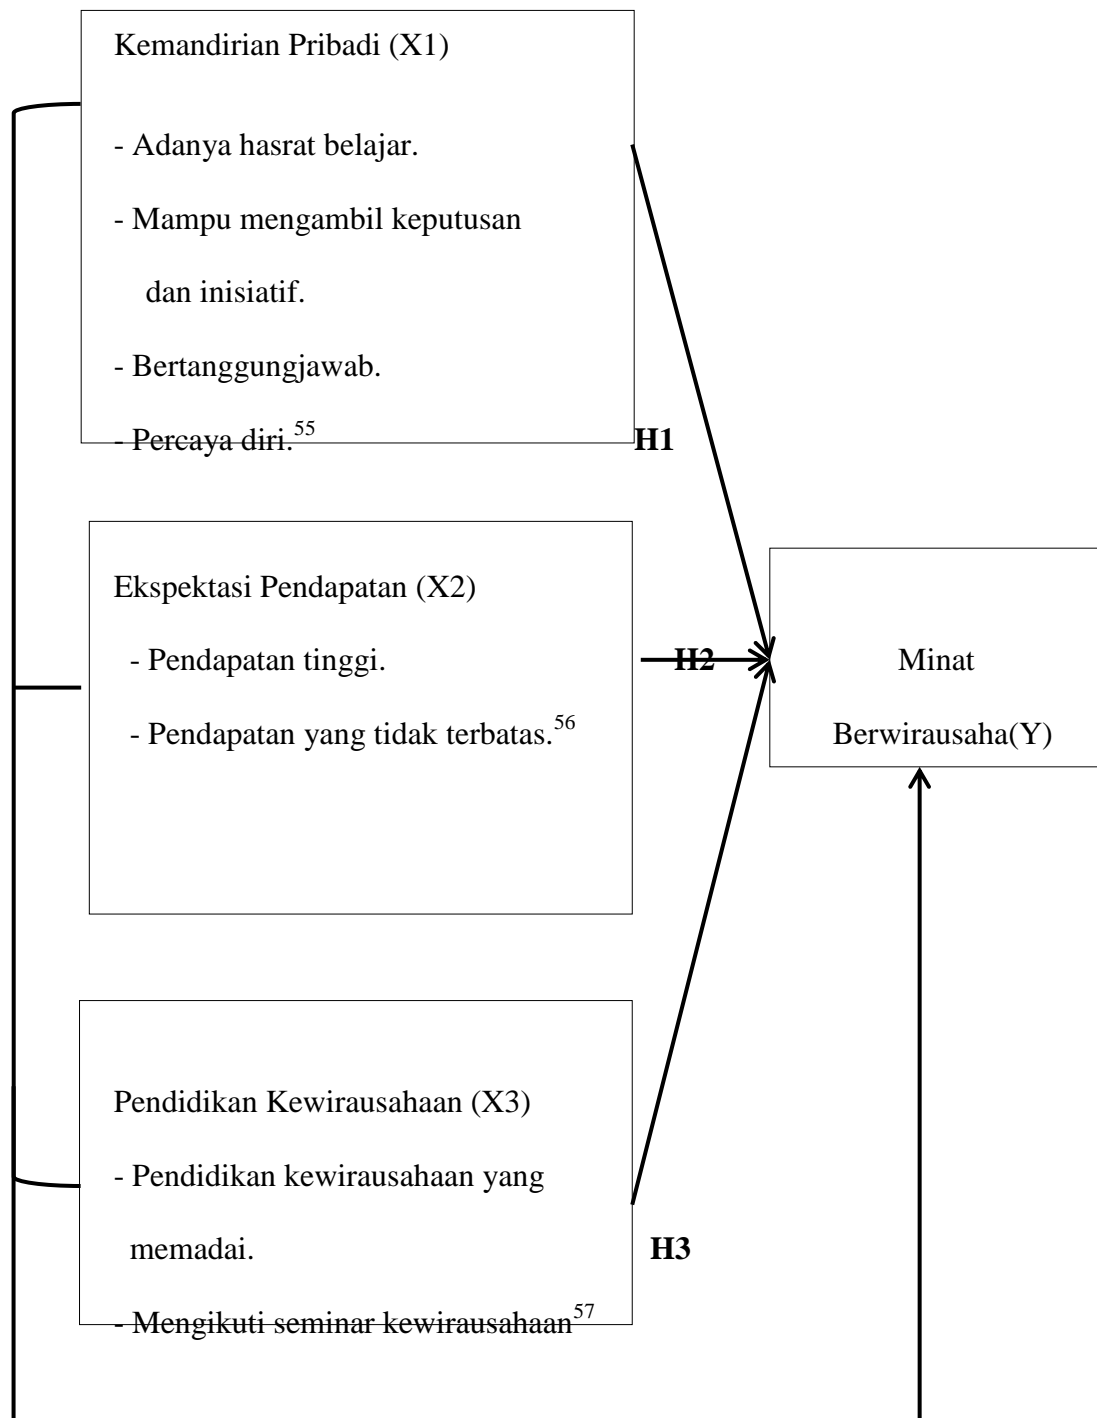 Kemandirian Pribadi (X1)
- Adanya hasrat belajar.
- Mampu mengambil keputusan
dan inisiatif.
- Bertanggungjawab.
- Percaya diri.55
H1
Ekspektasi Pendapatan (X2)
- Pendapatan tinggi.
- Pendapatan yang tidak terbatas.56
H2
Minat
Berwirausaha(Y)
Pendidikan Kewirausahaan (X3)
- Pendidikan kewirausahaan yang
memadai.
H3
- Mengikuti seminar kewirausahaan57